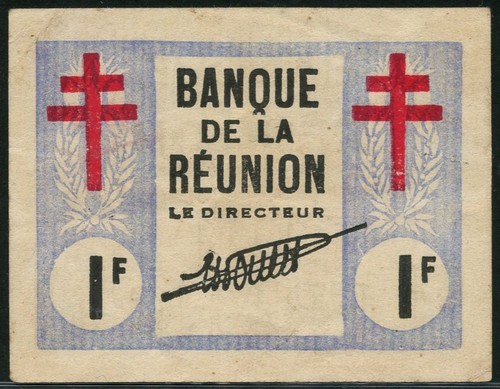 BANQUE
DE LA
RÉUNION
LE DIRECTEUR
1F 1F